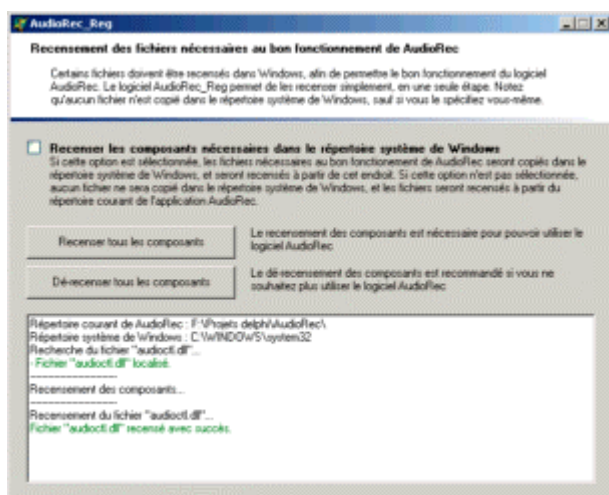 AudioRec_Reg
Recensement des fichiers nécessaires au bon fonctionnement de AudioRec
Certains fichiers doivent être recensés dans Windows, afin de permettre le bon fonctionnement du logiciel
AudioRec. Le logiciel AudioRec_Reg permet de les recenser simplement, en une seule étape. Notez
qu'aucun fichier n'est copié dans le répertoire système de Windows, sauf si vous le spécifiez vous-même.
Recenser les composants nécessaires dans le répertoire système de Windows
Si cette option est sélectionnée, les fichiers nécessaires au bon fonctionnement de AudioRec seront copiés dans le
répertoire système de Windows, et seront recensés à partir de cet endroit. Si cette option n'est pas sélectionnée,
aucun fichier ne sera copié dans le répertoire système de Windows, et les fichiers seront recensés à partir du
répertoire courant de l'application AudioRec.
Recenser tous les composants
Le recensement des composants est nécessaire pour pouvoir utiliser le
logiciel AudioRec
Dé-recenser tous les composants
Le dé-recensement des composants est recommandé si vous ne
souhaitez plus utiliser le logiciel AudioRec
Répertoire courant de AudioRec : F:\Projets delphi\AudioRec\
Répertoire système de Windows : C:\WINDOWS\system32
Recherche du fichier "audioctl.dll"...
- Fichier "audioctl.dll" localisé.
--------------------
Recensement des composants...
--------------------
Recensement du fichier "audioctl.dll"...
Fichier "audioctl.dll" recensé avec succès.